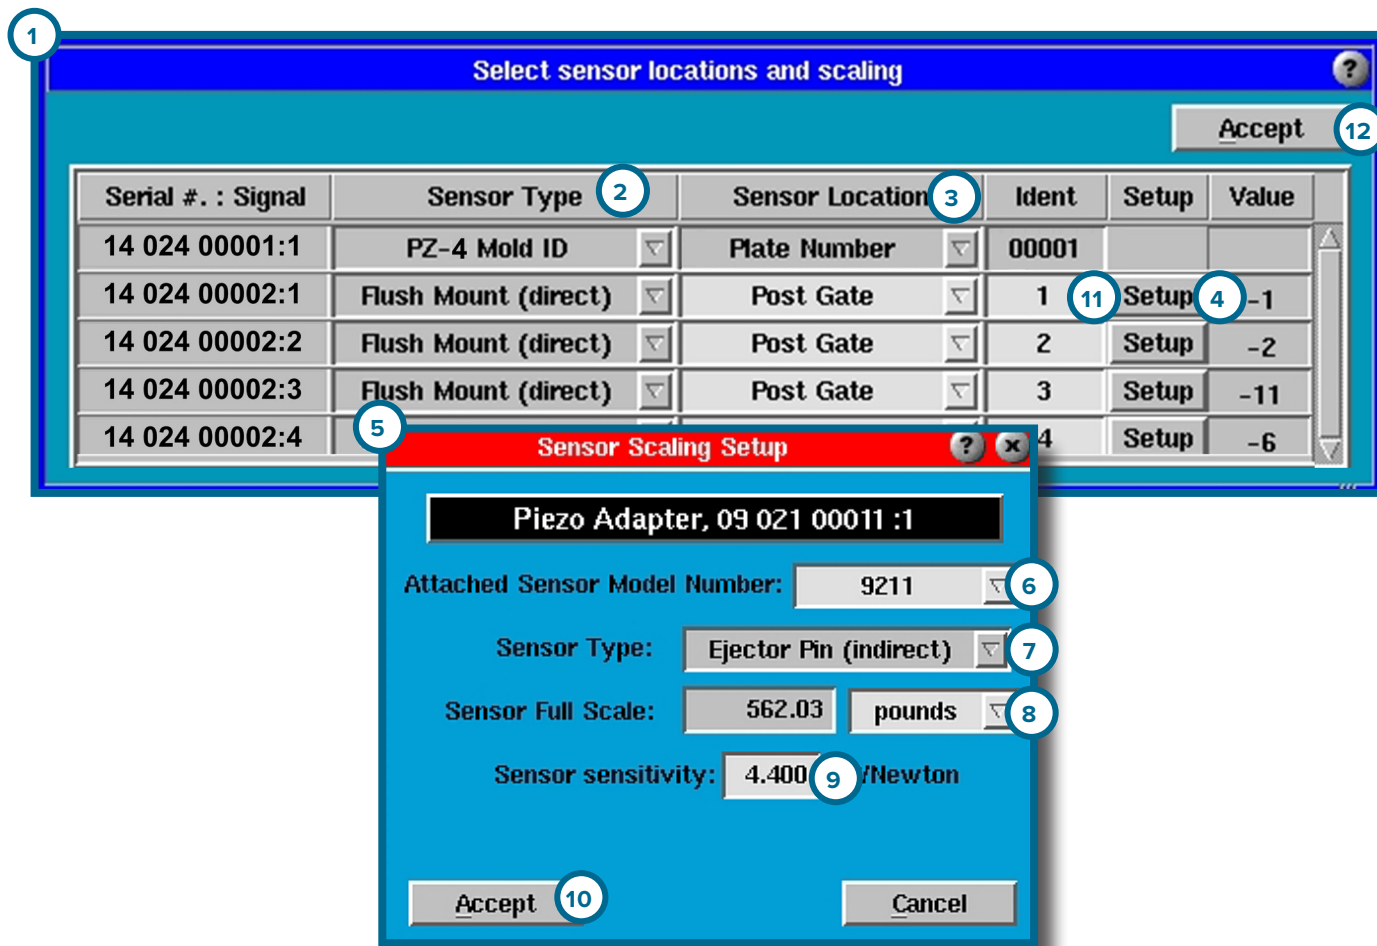 1
Select sensor locations and scaling ?
Accept 12
Serial #. : Signal Sensor Type 2 Sensor Location 3 Ident Setup Value
14 024 00001:1 PZ-4 Mold ID Plate Number 00001
14 024 00002:1 Flush Mount (direct) Post Gate 1 11 Setup 4 -1
14 024 00002:2 Flush Mount (direct) Post Gate 2 Setup -2
14 024 00002:3 Flush Mount (direct) Post Gate 3 Setup -11
14 024 00002:4 4 Setup -6
5 Sensor Scaling Setup ? x
Piezo Adapter, 09 021 00011 :1
Attached Sensor Model Number: 9211 6
Sensor Type: Ejector Pin (indirect) 7
Sensor Full Scale: 562.03 pounds 8
Sensor sensitivity: 4.400 9 /Newton
Accept 10 Cancel